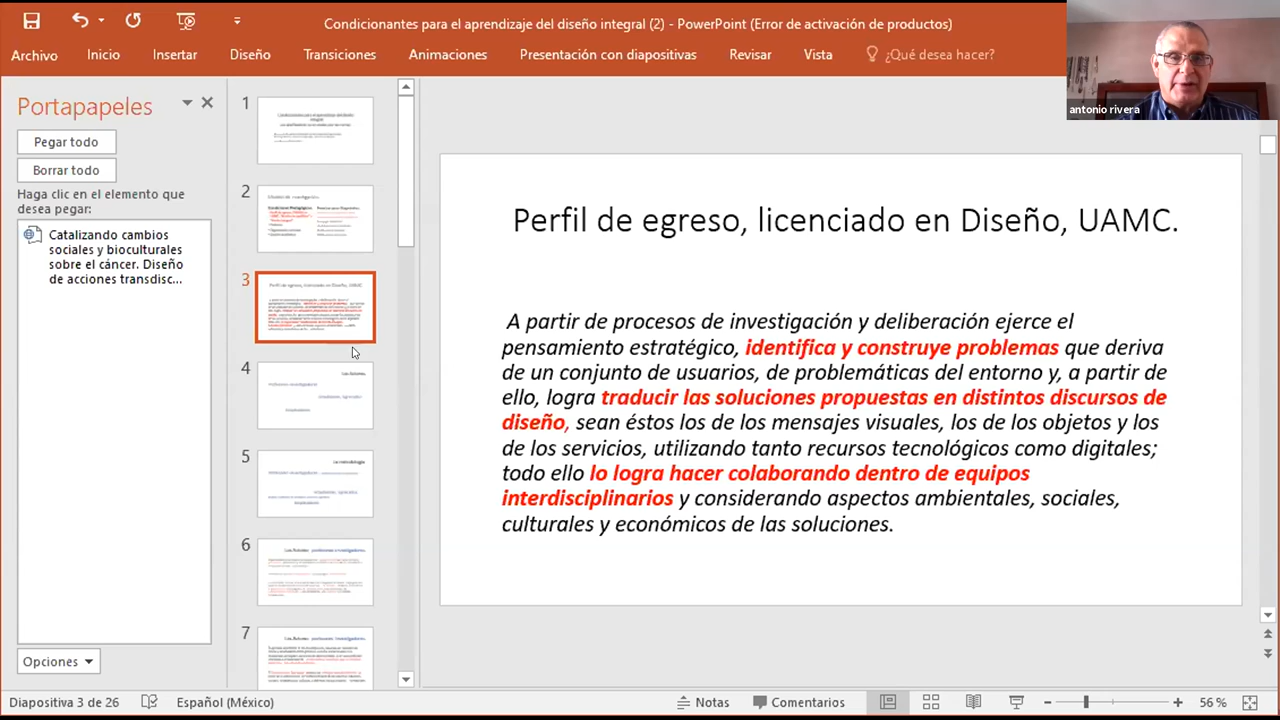 Condicionantes para el aprendizaje del diseño integral (2) - PowerPoint (Error de activación de productos)
Archivo Inicio Insertar Diseño Transiciones Animaciones Presentación con diapositivas Revisar Vista ¿Qué desea hacer?
antonio rivera
Portapapeles
Pegar todo
Borrar todo
Haga clic en el elemento que
pegar:
cambios
sociales y bioculturales
sobre el cáncer. Diseño
de acciones transdisc...
Opciones
1
2
3
4
5
6
7
Perfil de egreso, licenciado en Diseño, UAMC.
A partir de procesos de investigación y deliberación ejerce el
pensamiento estratégico, identifica y construye problemas que deriva
de un conjunto de usuarios, de problemáticas del entorno y, a partir de
ello, logra traducir las soluciones propuestas en distintos discursos de
diseño, sean éstos los de los mensajes visuales, los de los objetos y los
de los servicios, utilizando tanto recursos tecnológicos como digitales;
todo ello lo logra hacer colaborando dentro de equipos
interdisciplinarios y considerando aspectos ambientales, sociales,
culturales y económicos de las soluciones.
Diapositiva 3 de 26 Español (México) Notas Comentarios 56 %